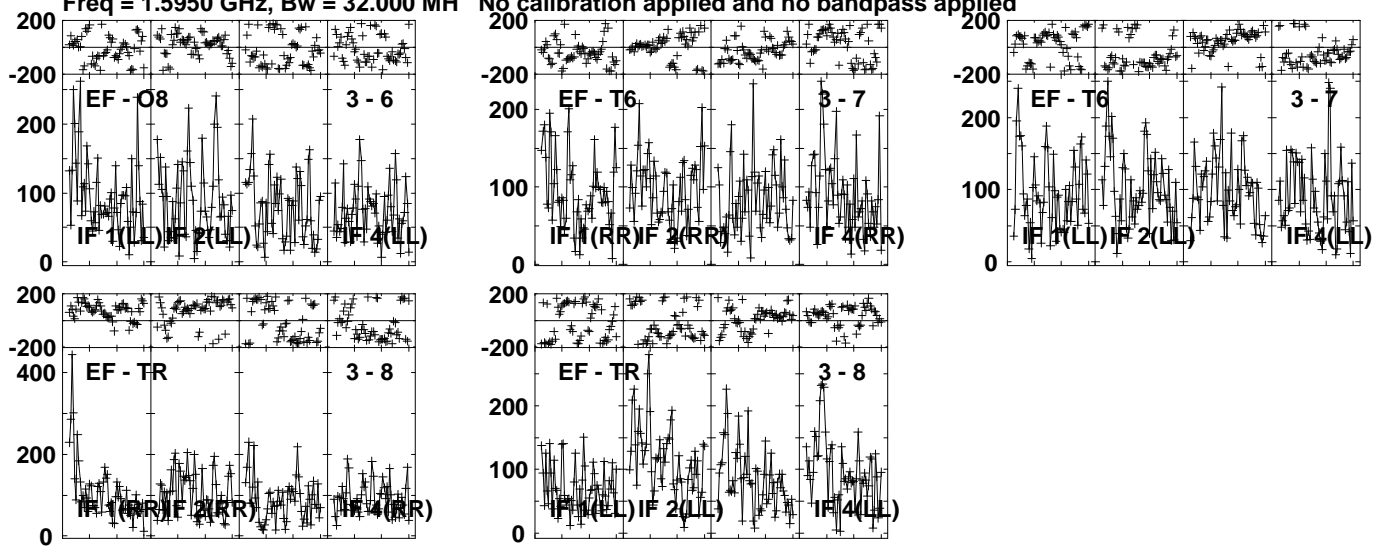 Freq = 1.5950 GHz, Bw = 32.000 MH No calibration applied and no bandpass applied
200
-200
EF - O8 3 - 6
200
100
0
IF 1(LL) IF 2(LL) IF 4(LL)
200
-200
EF - T6 3 - 7
200
100
0
IF 1(RR) IF 2(RR) IF 4(RR)
200
-200
EF - T6 3 - 7
200
100
0
IF 1(LL) IF 2(LL) IF 4(LL)
200
-200
EF - TR 3 - 8
400
200
0
IF 1(RR) IF 2(RR) IF 4(RR)
200
-200
EF - TR 3 - 8
200
100
0
IF 1(LL) IF 2(LL) IF 4(LL)